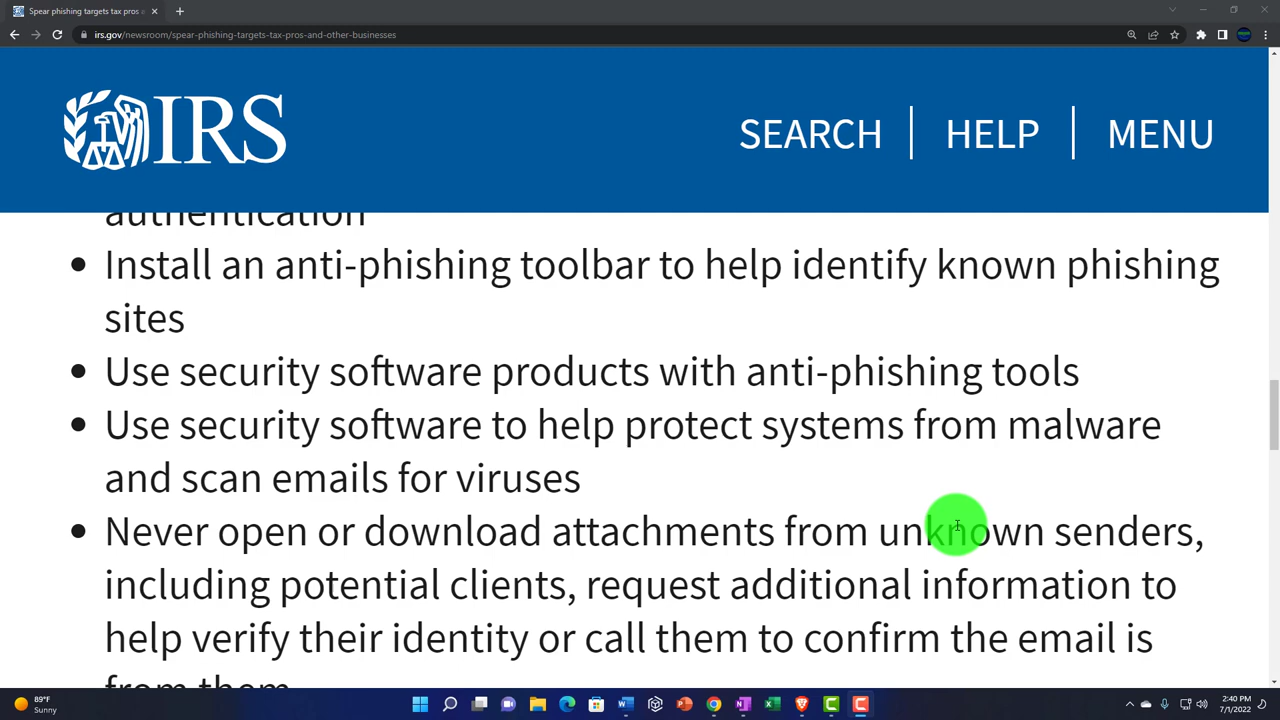 Spear phishing targets tax pros
irs.gov/newsroom/spear-phishing-targets-tax-pros-and-other-businesses
IRS
SEARCH
HELP
MENU
authentication
• Install an anti-phishing toolbar to help identify known phishing
sites
• Use security software products with anti-phishing tools
• Use security software to help protect systems from malware
and scan emails for viruses
• Never open or download attachments from unknown senders,
including potential clients, request additional information to
help verify their identity or call them to confirm the email is
from them
89°F
Sunny
2:40 PM
7/1/2022